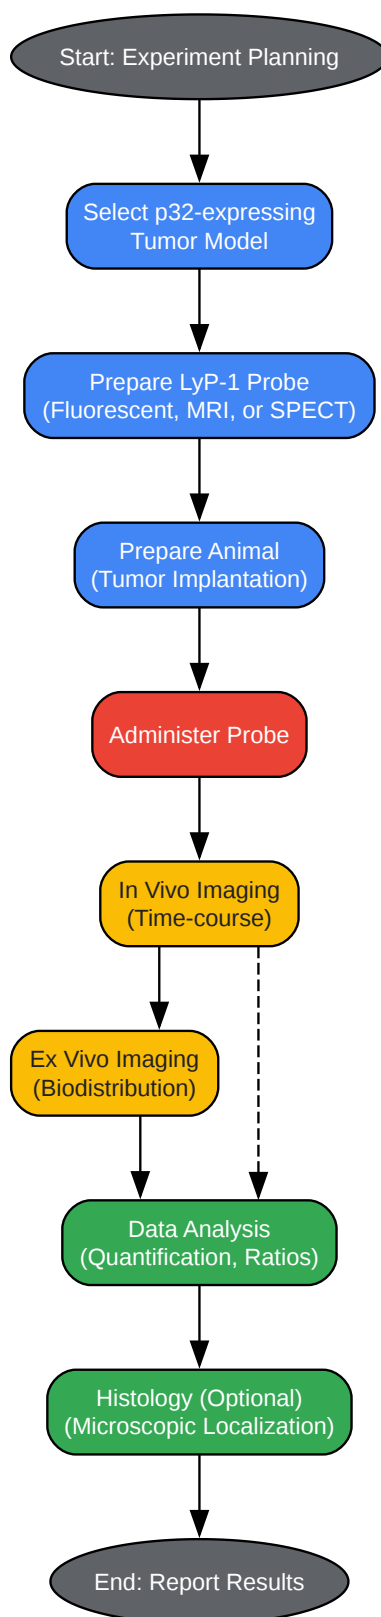 Start: Experiment Planning
Select p32-expressing
Tumor Model
Prepare LyP-1 Probe
(Fluorescent, MRI, or SPECT)
Prepare Animal
(Tumor Implantation)
Administer Probe
In Vivo Imaging
(Time-course)
Ex Vivo Imaging
(Biodistribution)
Data Analysis
(Quantification, Ratios)
Histology (Optional)
(Microscopic Localization)
End: Report Results